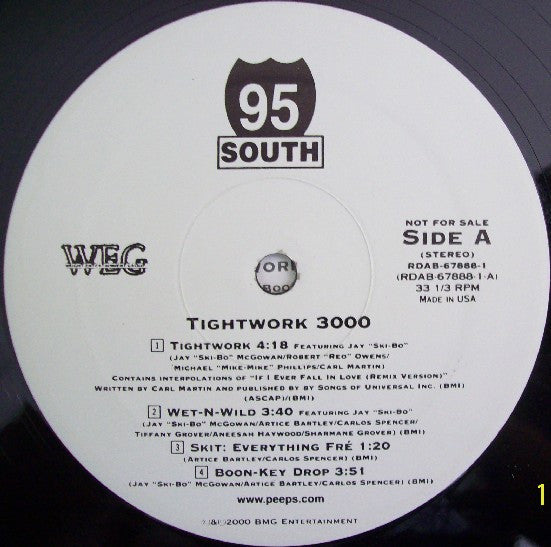 95
SOUTH
WEG
NOT FOR SALE
SIDE A
(STEREO)
RDAB-67888-1
(RDAB-67888-1-A)
33 1/3 RPM
MADE IN USA
TIGHTWORK 3000
1 TIGHTWORK 4:18 FEATURING JAY "SKI-BO"
(JAY "SKI-BO" MCGOWAN/ROBERT "REO" OWENS/
MICHAEL "MIKE-MIKE" PHILLIPS/CARL MARTIN)
CONTAINS INTERPOLATIONS OF "IF I EVER FALL IN LOVE (REMIX VERSION)"
WRITTEN BY CARL MARTIN AND PUBLISHED BY BY SONGS OF UNIVERSAL INC. (BMI)
(ASCAP)/(BMI)
2 WET-N-WILD 3:40 FEATURING JAY "SKI-BO"
(JAY "SKI-BO" MCGOWAN/ARTICE BARTLEY/CARLOS SPENCER/
TIFFANY GROVER/ANEESAH HAYWOOD/SHANMANE GROVER) (BMI)
3 SKIT: EVERYTHING FRÉ 1:20
(ARTICE BARTLEY/CARLOS SPENCER) (BMI)
4 BOON-KEY DROP 3:51
(JAY "SKI-BO" MCGOWAN/ARTICE BARTLEY/CARLOS SPENCER) (BMI)
www.peeps.com
℗&©2000 BMG ENTERTAINMENT
1